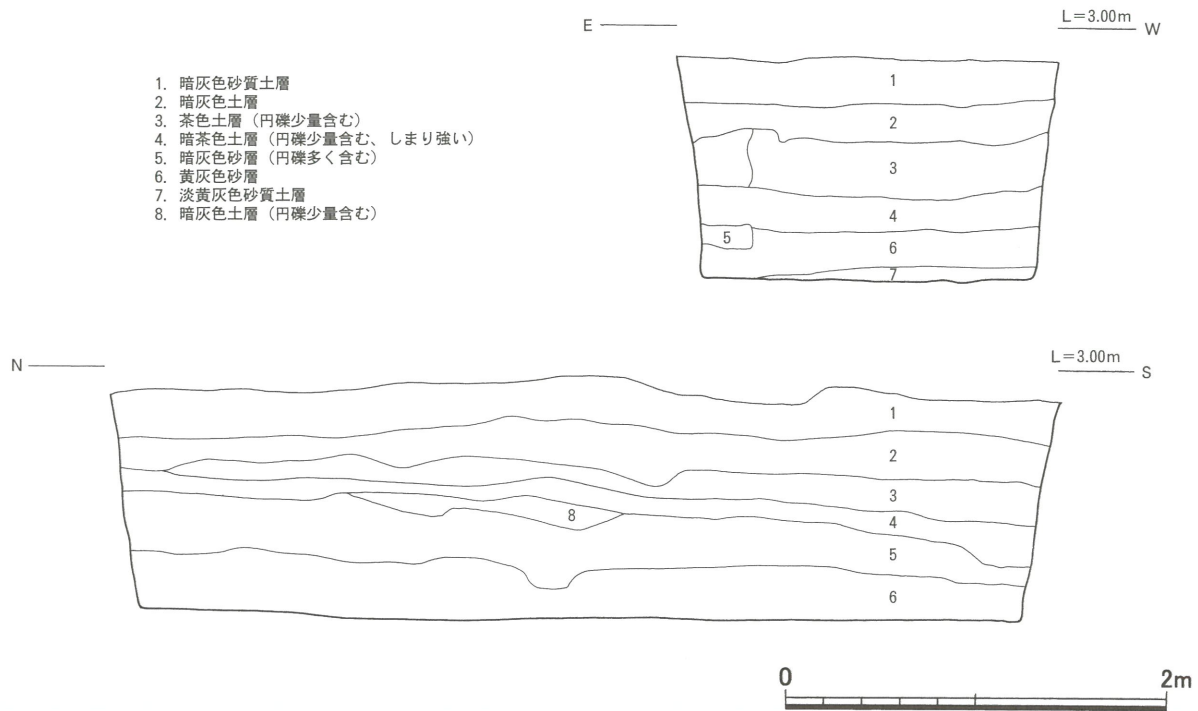 E L=3.00m W
1. 暗灰色砂質土層
2. 暗灰色土層
3. 茶色土層（円礫少量含む）
4. 暗茶色土層（円礫少量含む、しまり強い）
5. 暗灰色砂層（円礫多く含む）
6. 黄灰色砂層
7. 淡黄灰色砂質土層
8. 暗灰色土層（円礫少量含む）
1
2
3
4
5
6
7
N L=3.00m S
1
2
3
8
4
5
6
0 2m